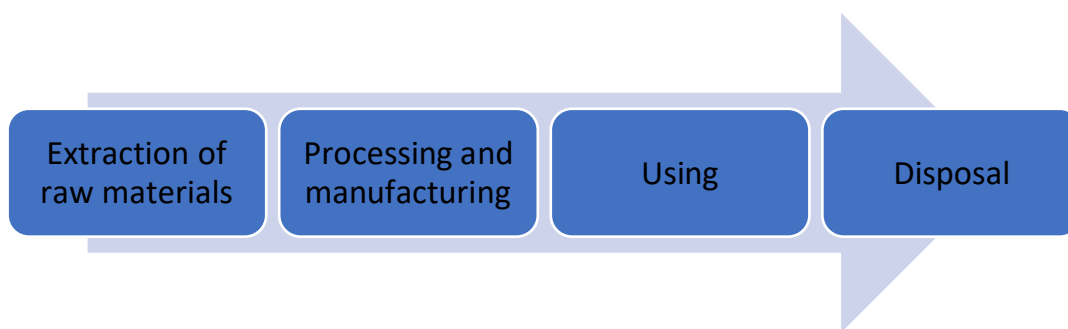 Extraction of
raw materials
Processing and
manufacturing
Using
Disposal